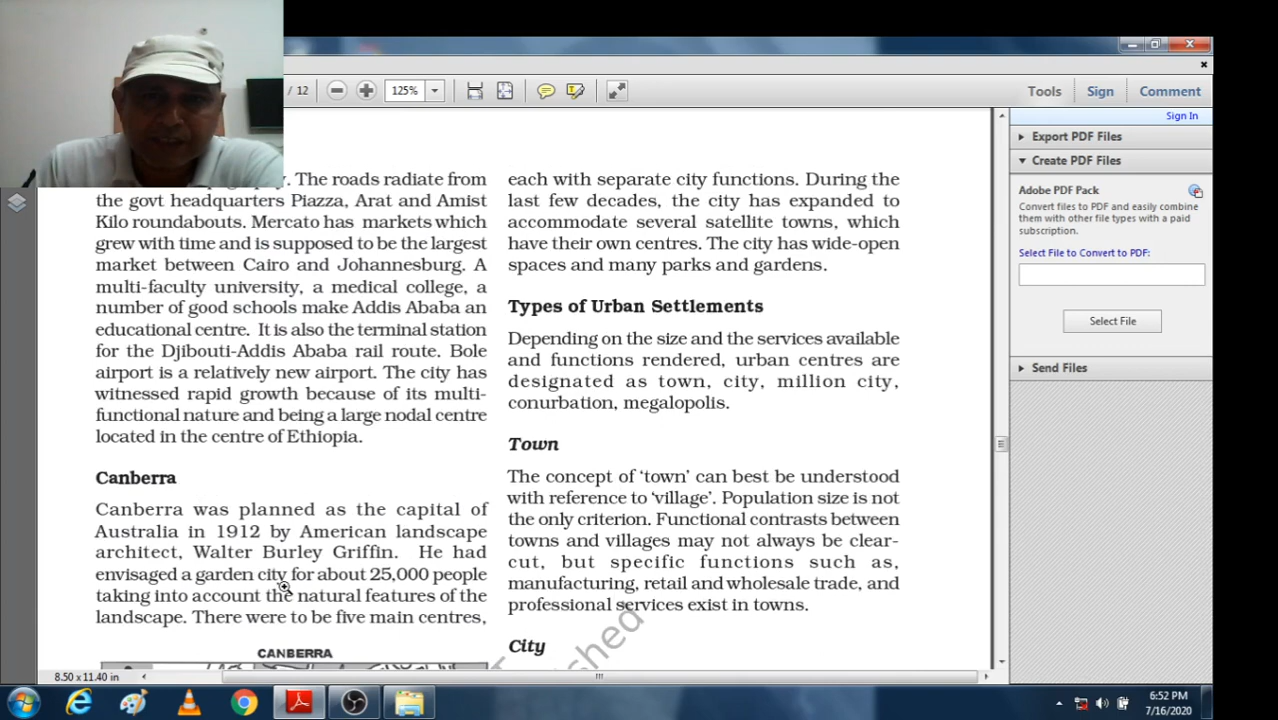 / 12
125%
Tools
Sign
Comment
Sign In
Export PDF Files
Create PDF Files
Adobe PDF Pack
Convert files to PDF and easily combine
them with other file types with a paid
subscription.
Select File to Convert to PDF:
Select File
Send Files
The roads radiate from
the govt headquarters Piazza, Arat and Amist
Kilo roundabouts. Mercato has markets which
grew with time and is supposed to be the largest
market between Cairo and Johannesburg. A
multi-faculty university, a medical college, a
number of good schools make Addis Ababa an
educational centre. It is also the terminal station
for the Djibouti-Addis Ababa rail route. Bole
airport is a relatively new airport. The city has
witnessed rapid growth because of its multi-
functional nature and being a large nodal centre
located in the centre of Ethiopia.
Canberra
Canberra was planned as the capital of
Australia in 1912 by American landscape
architect, Walter Burley Griffin. He had
envisaged a garden city for about 25,000 people
taking into account the natural features of the
landscape. There were to be five main centres,
CANBERRA
each with separate city functions. During the
last few decades, the city has expanded to
accommodate several satellite towns, which
have their own centres. The city has wide-open
spaces and many parks and gardens.
Types of Urban Settlements
Depending on the size and the services available
and functions rendered, urban centres are
designated as town, city, million city,
conurbation, megalopolis.
Town
The concept of ‘town’ can best be understood
with reference to ‘village’. Population size is not
the only criterion. Functional contrasts between
towns and villages may not always be clear-
cut, but specific functions such as,
manufacturing, retail and wholesale trade, and
professional services exist in towns.
City
8.50 x 11.40 in
6:52 PM
7/16/2020